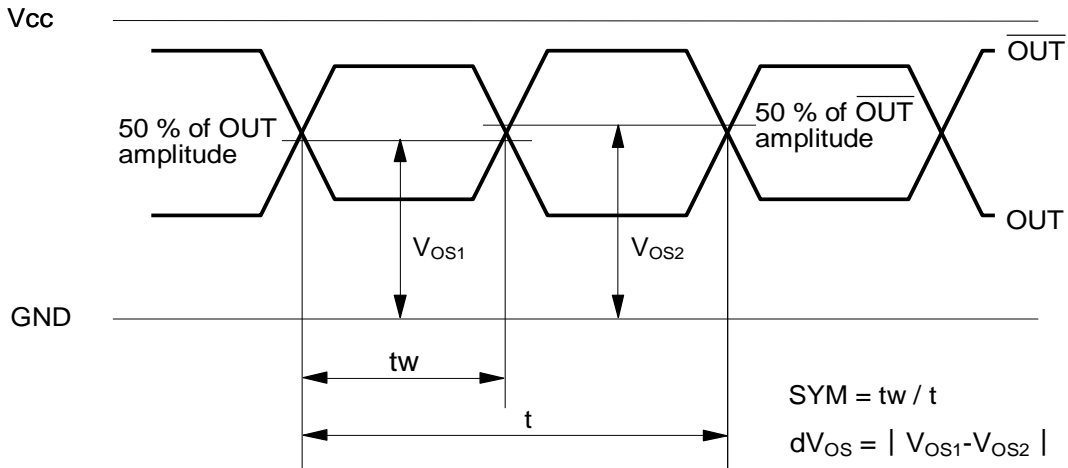 Vcc
OUT
50 % of OUT
amplitude
50 % of OUT
amplitude
OUT
VOS1
VOS2
GND
tw
SYM = tw / t
t
dVOS = | VOS1-VOS2 |